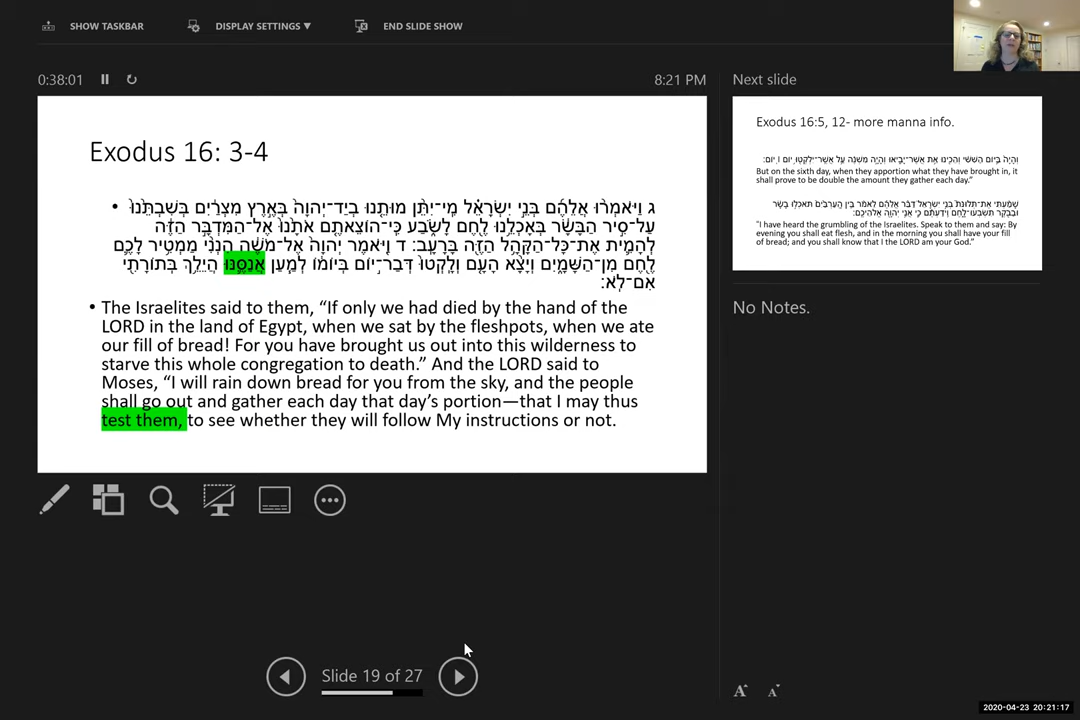 SHOW TASKBAR
DISPLAY SETTINGS ▼
END SLIDE SHOW
0:38:01
8:21 PM
Exodus 16: 3-4
• ג וַיֹּאמְר֨וּ אֲלֵהֶ֜ם בְּנֵ֣י יִשְׂרָאֵ֗ל מִֽי־יִתֵּ֨ן מוּתֵ֤נוּ בְיַד־יְהוָה֙ בְּאֶ֣רֶץ מִצְרַ֔יִם בְּשִׁבְתֵּ֙נוּ֙
עַל־סִ֣יר הַבָּשָׂ֔ר בְּאָכְלֵ֥נוּ לֶ֖חֶם לָשֹׂ֑בַע כִּֽי־הוֹצֵאתֶ֤ם אֹתָ֙נוּ֙ אֶל־הַמִּדְבָּ֣ר הַזֶּ֔ה
לְהָמִ֛ית אֶת־כָּל־הַקָּהָ֥ל הַזֶּ֖ה בָּרָעָֽב׃ ד וַיֹּ֤אמֶר יְהוָה֙ אֶל־מֹשֶׁ֔ה הִנְנִ֨י מַמְטִ֥יר לָכֶ֛ם
לֶ֖חֶם מִן־הַשָּׁמָ֑יִם וְיָצָ֨א הָעָ֤ם וְלָֽקְטוּ֙ דְּבַר־י֣וֹם בְּיוֹמ֔וֹ לְמַ֧עַן אֲנַסֶּ֛נּוּ הֲיֵלֵ֥ךְ בְּתוֹרָתִ֖י
אִם־לֹֽא׃
• The Israelites said to them, “If only we had died by the hand of the
LORD in the land of Egypt, when we sat by the fleshpots, when we ate
our fill of bread! For you have brought us out into this wilderness to
starve this whole congregation to death.” And the LORD said to
Moses, “I will rain down bread for you from the sky, and the people
shall go out and gather each day that day’s portion—that I may thus
test them, to see whether they will follow My instructions or not.
Slide 19 of 27
Next slide
Exodus 16:5, 12- more manna info.
וְהָיָה֙ בַּיּ֣וֹם הַשִּׁשִּׁ֔י וְהֵכִ֖ינוּ אֵ֣ת אֲשֶׁר־יָבִ֑יאוּ וְהָיָ֣ה מִשְׁנֶ֔ה עַ֥ל אֲשֶֽׁר־יִלְקְט֖וּ י֥וֹם ׀ יֽוֹם׃
But on the sixth day, when they apportion what they have brought in, it
shall prove to be double the amount they gather each day.”
שָׁמַ֗עְתִּי אֶת־תְּלוּנֹּת֮ בְּנֵ֣י יִשְׂרָאֵל֒ דַּבֵּ֨ר אֲלֵהֶ֜ם לֵאמֹ֗ר בֵּ֤ין הָֽעַרְבַּ֙יִם֙ תֹּאכְל֣וּ בָשָׂ֔ר
וּבַבֹּ֖קֶר תִּשְׂבְּעוּ־לָ֑חֶם וִֽידַעְתֶּ֕ם כִּ֛י אֲנִ֥י יְהוָ֖ה אֱלֹהֵיכֶֽם׃
“I have heard the grumbling of the Israelites. Speak to them and say: By
evening you shall eat flesh, and in the morning you shall have your fill
of bread; and you shall know that I the LORD am your God.”
No Notes.
A A
2020-04-23 20:21:17